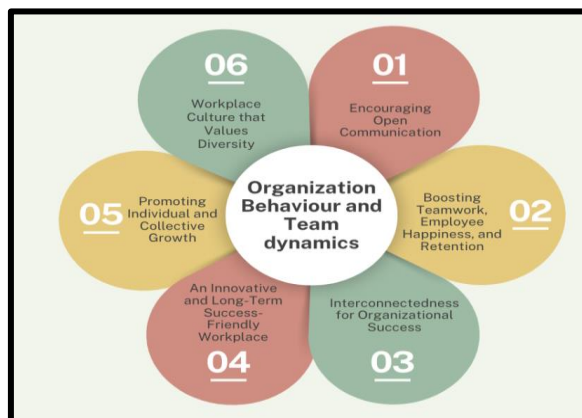 Organization
Behaviour and
Team
dynamics
01
Encouraging
Open
Communication
02
Boosting
Teamwork,
Employee
Happiness, and
Retention
03
Interconnectedness
for Organizational
Success
04
An Innovative
and Long-Term
Success-
Friendly
Workplace
05
Promoting
Individual and
Collective
Growth
06
Workplace
Culture that
Values
Diversity